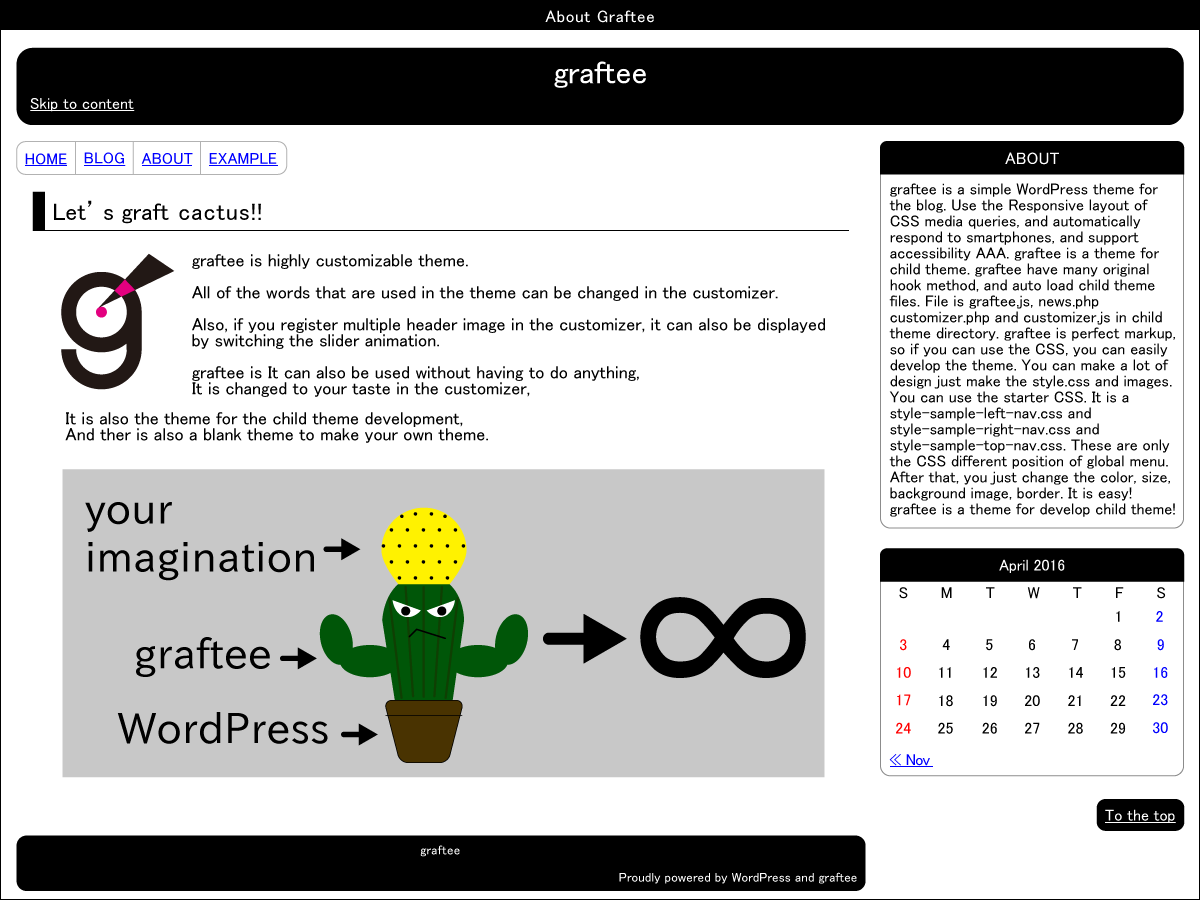 About Graftee
graftee
Skip to content
HOME BLOG ABOUT EXAMPLE
Let’s graft cactus!!
graftee is highly customizable theme.
All of the words that are used in the theme can be changed in the customizer.
Also, if you register multiple header image in the customizer, it can also be displayed
by switching the slider animation.
graftee is It can also be used without having to do anything,
It is changed to your taste in the customizer,
It is also the theme for the child theme development,
And ther is also a blank theme to make your own theme.
your
imagination
graftee
WordPress
ABOUT
graftee is a simple WordPress theme for
the blog. Use the Responsive layout of
CSS media queries, and automatically
respond to smartphones, and support
accessibility AAA. graftee is a theme for
child theme. graftee have many original
hook method, and auto load child theme
files. File is graftee.js, news.php
customizer.php and customizer.js in child
theme directory. graftee is perfect markup,
so if you can use the CSS, you can easily
develop the theme. You can make a lot of
design just make the style.css and images.
You can use the starter CSS. It is a
style-sample-left-nav.css and
style-sample-right-nav.css and
style-sample-top-nav.css. These are only
the CSS different position of global menu.
After that, you just change the color, size,
background image, border. It is easy!
graftee is a theme for develop child theme!
April 2016
S M T W T F S
1 2
3 4 5 6 7 8 9
10 11 12 13 14 15 16
17 18 19 20 21 22 23
24 25 26 27 28 29 30
≪ Nov
To the top
graftee
Proudly powered by WordPress and graftee